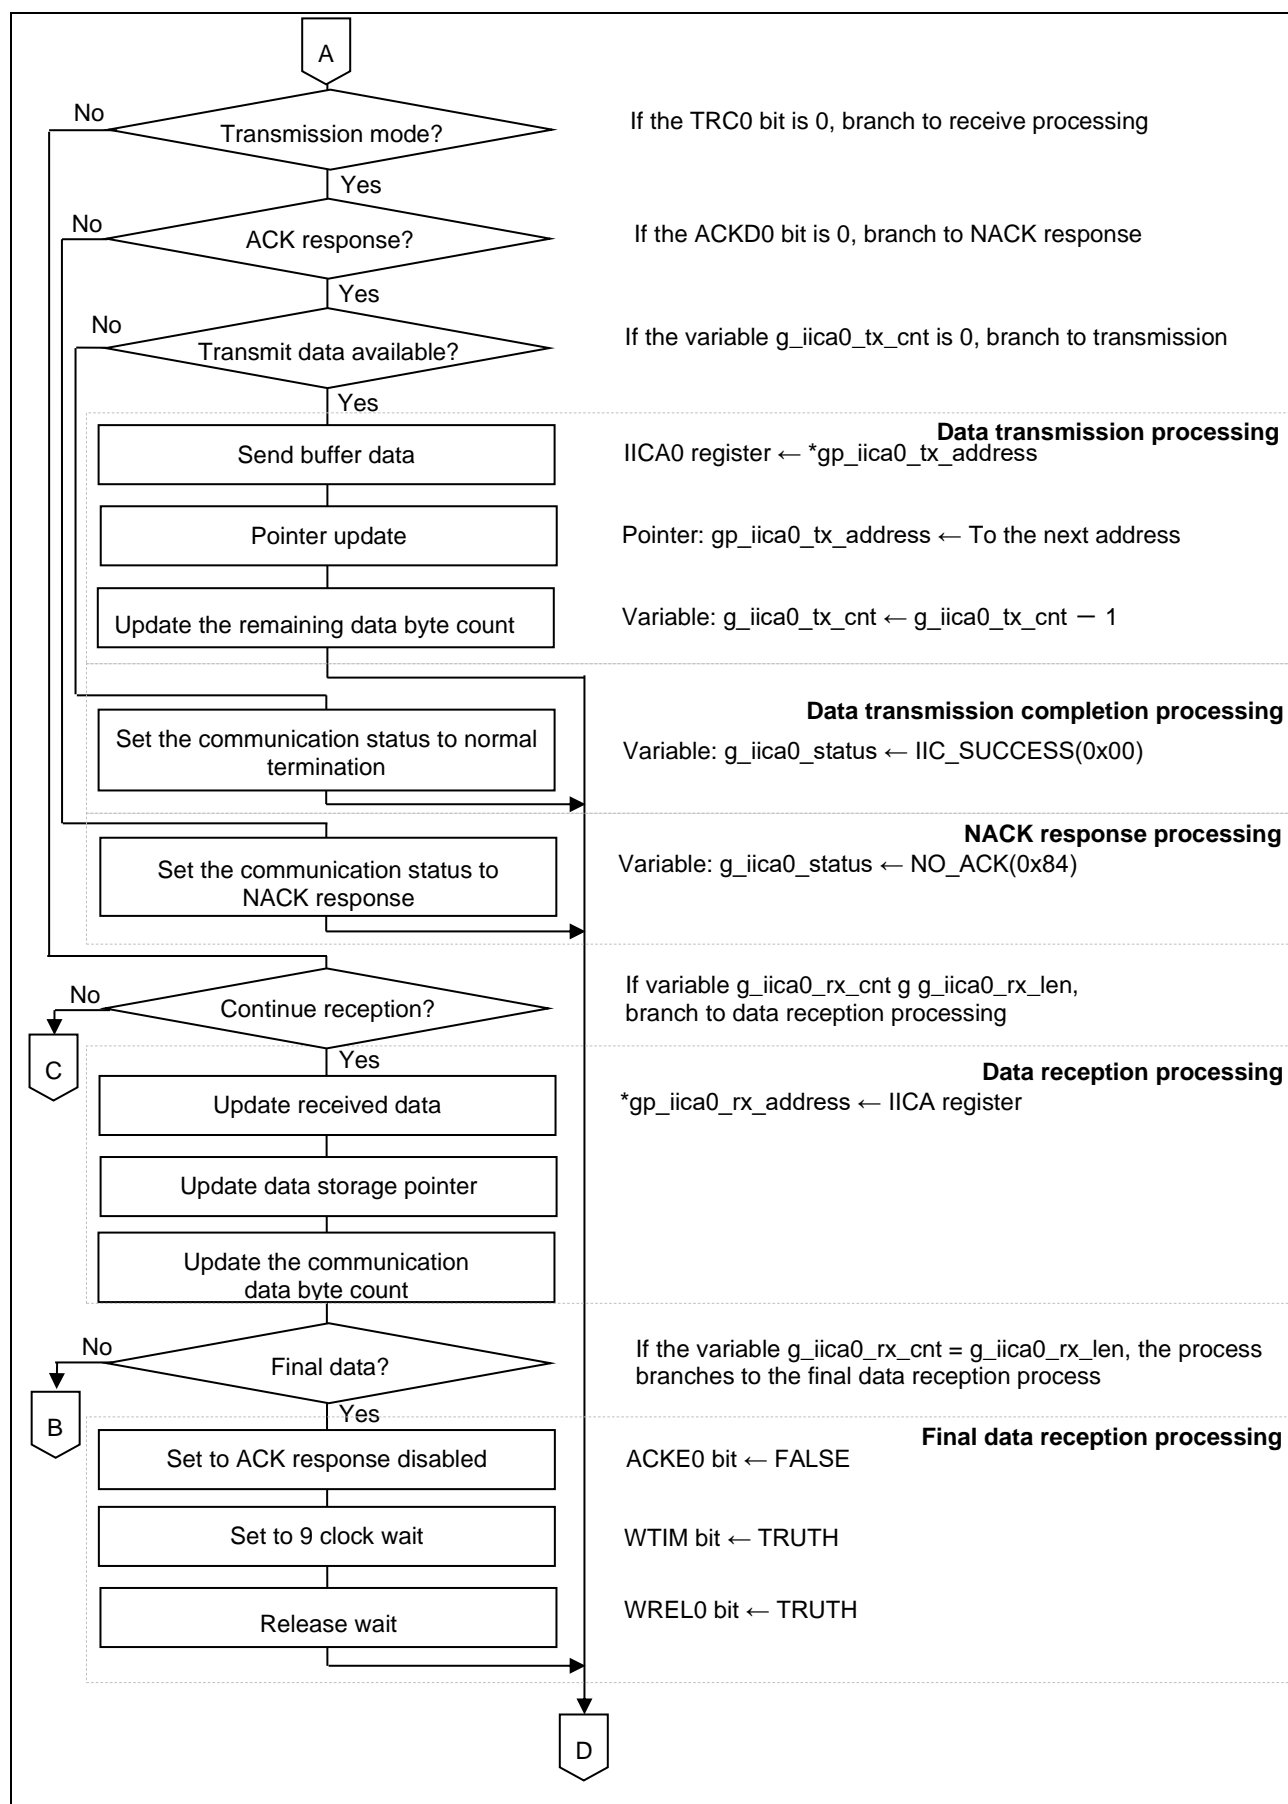 A
No
Transmission mode?
If the TRC0 bit is 0, branch to receive processing
Yes
No
ACK response?
If the ACKD0 bit is 0, branch to NACK response
Yes
No
Transmit data available?
If the variable g_iica0_tx_cnt is 0, branch to transmission
Yes
Data transmission processing
Send buffer data
IICA0 register ← *gp_iica0_tx_address
Pointer update
Pointer: gp_iica0_tx_address ← To the next address
Update the remaining data byte count
Variable: g_iica0_tx_cnt ← g_iica0_tx_cnt − 1
Data transmission completion processing
Set the communication status to normal
termination
Variable: g_iica0_status ← IIC_SUCCESS(0x00)
NACK response processing
Set the communication status to
NACK response
Variable: g_iica0_status ← NO_ACK(0x84)
No
Continue reception?
If variable g_iica0_rx_cnt g g_iica0_rx_len,
branch to data reception processing
C
Yes
Data reception processing
Update received data
*gp_iica0_rx_address ← IICA register
Update data storage pointer
Update the communication
data byte count
No
Final data?
If the variable g_iica0_rx_cnt = g_iica0_rx_len, the process
branches to the final data reception process
B
Yes
Final data reception processing
Set to ACK response disabled
ACKE0 bit ← FALSE
Set to 9 clock wait
WTIM bit ← TRUTH
Release wait
WREL0 bit ← TRUTH
D